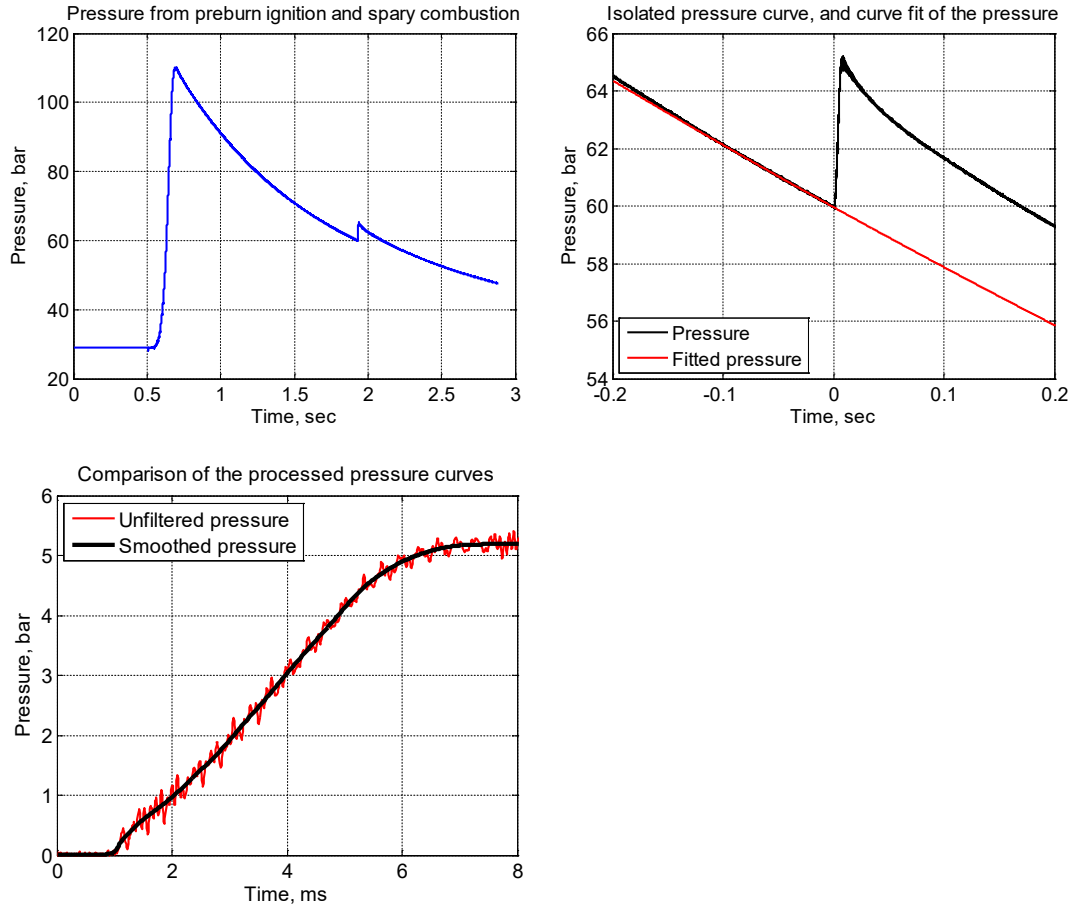 Pressure from preburn ignition and spary combustion
120
100
80
60
40
20
Pressure, bar
0
0.5
1
1.5
2
2.5
3
Time, sec
Isolated pressure curve, and curve fit of the pressure
66
64
62
60
58
56
54
Pressure, bar
Pressure
Fitted pressure
-0.2
-0.1
0
0.1
0.2
Time, sec
Comparison of the processed pressure curves
6
5
4
3
2
1
0
Pressure, bar
Unfiltered pressure
Smoothed pressure
0
2
4
6
8
Time, ms